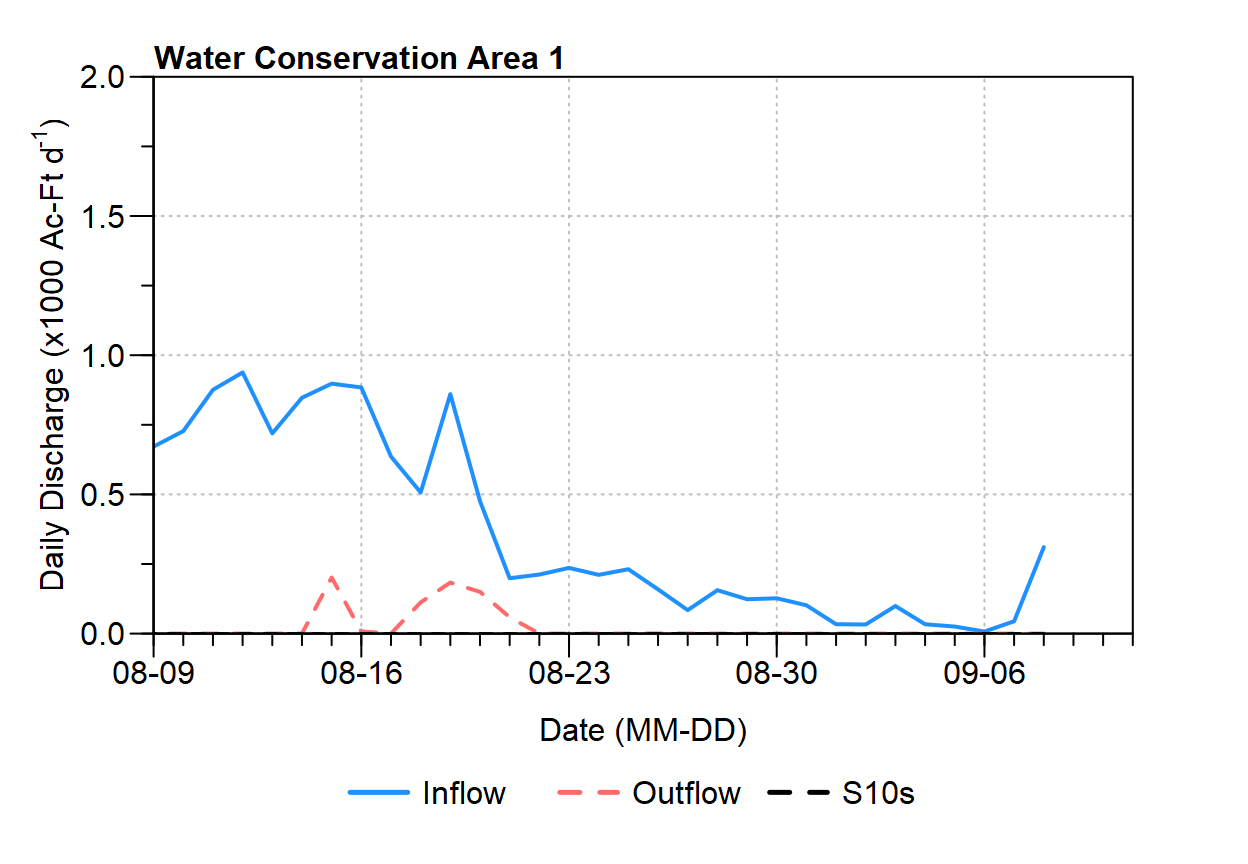 Water Conservation Area 1
Daily Discharge (x1000 Ac-Ft d-1)
2.0
1.5
1.0
0.5
0.0
08-09 08-16 08-23 08-30 09-06
Date (MM-DD)
Inflow Outflow S10s